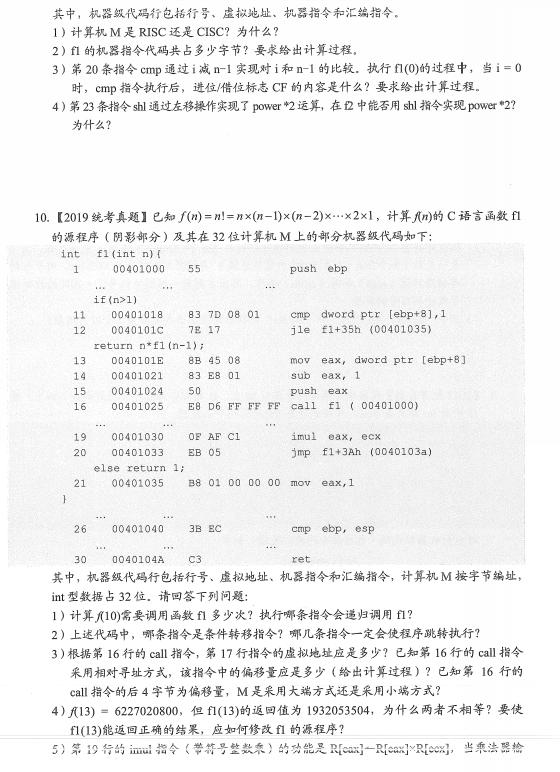 其中，机器级代码行包括行号、虚拟地址、机器指令和汇编指令。
1）计算机 M 是 RISC 还是 CISC？为什么？
2）f1 的机器指令代码共占多少字节？要求给出计算过程。
3）第 20 条指令 cmp 通过 i 减 n-1 实现对 i 和 n-1 的比较。执行 f1(0)的过程中，当 i = 0
时，cmp 指令执行后，进位/借位标志 CF 的内容是什么？要求给出计算过程。
4）第 23 条指令 shl 通过左移操作实现了 power *2 运算，在 f2 中能否用 shl 指令实现 power *2?
为什么？
10.【2019 统考真题】已知 f(n) = n! = n×(n-1)×(n-2)×···×2×1，计算 f(n)的 C 语言函数 f1
的源程序（阴影部分）及其在 32 位计算机 M 上的部分机器级代码如下：
int f1(int n){
1 00401000 55 push ebp
… … …
if(n>1)
11 00401018 83 7D 08 01 cmp dword ptr [ebp+8],1
12 0040101C 7E 17 jle f1+35h (00401035)
return n*f1(n-1);
13 0040101E 8B 45 08 mov eax, dword ptr [ebp+8]
14 00401021 83 E8 01 sub eax, 1
15 00401024 50 push eax
16 00401025 E8 D6 FF FF FF call f1 ( 00401000)
… … …
19 00401030 0F AF C1 imul eax, ecx
20 00401033 EB 05 jmp f1+3Ah (0040103a)
else return 1;
21 00401035 B8 01 00 00 00 mov eax,1
}
… … …
26 00401040 3B EC cmp ebp, esp
… … …
30 0040104A C3 ret
其中，机器级代码行包括行号、虚拟地址、机器指令和汇编指令，计算机 M 按字节编址，
int 型数据占 32 位。请回答下列问题：
1）计算 f(10)需要调用函数 f1 多少次？执行哪条指令会递归调用 f1?
2）上述代码中，哪条指令是条件转移指令？哪几条指令一定会使程序跳转执行？
3）根据第 16 行的 call 指令，第 17 行指令的虚拟地址应是多少？已知第 16 行的 call 指令
采用相对寻址方式，该指令中的偏移量应是多少（给出计算过程）？已知第 16 行的
call 指令的后 4 字节为偏移量，M 是采用大端方式还是采用小端方式？
4）f(13) = 6227020800，但 f1(13)的返回值为 1932053504，为什么两者不相等？要使
f1(13)能返回正确的结果，应如何修改 f1 的源程序？
5）第 19 行的 imul 指令（带符号整数乘）的功能是 R[eax]←R[eax]×R[ecx]，当乘法器输